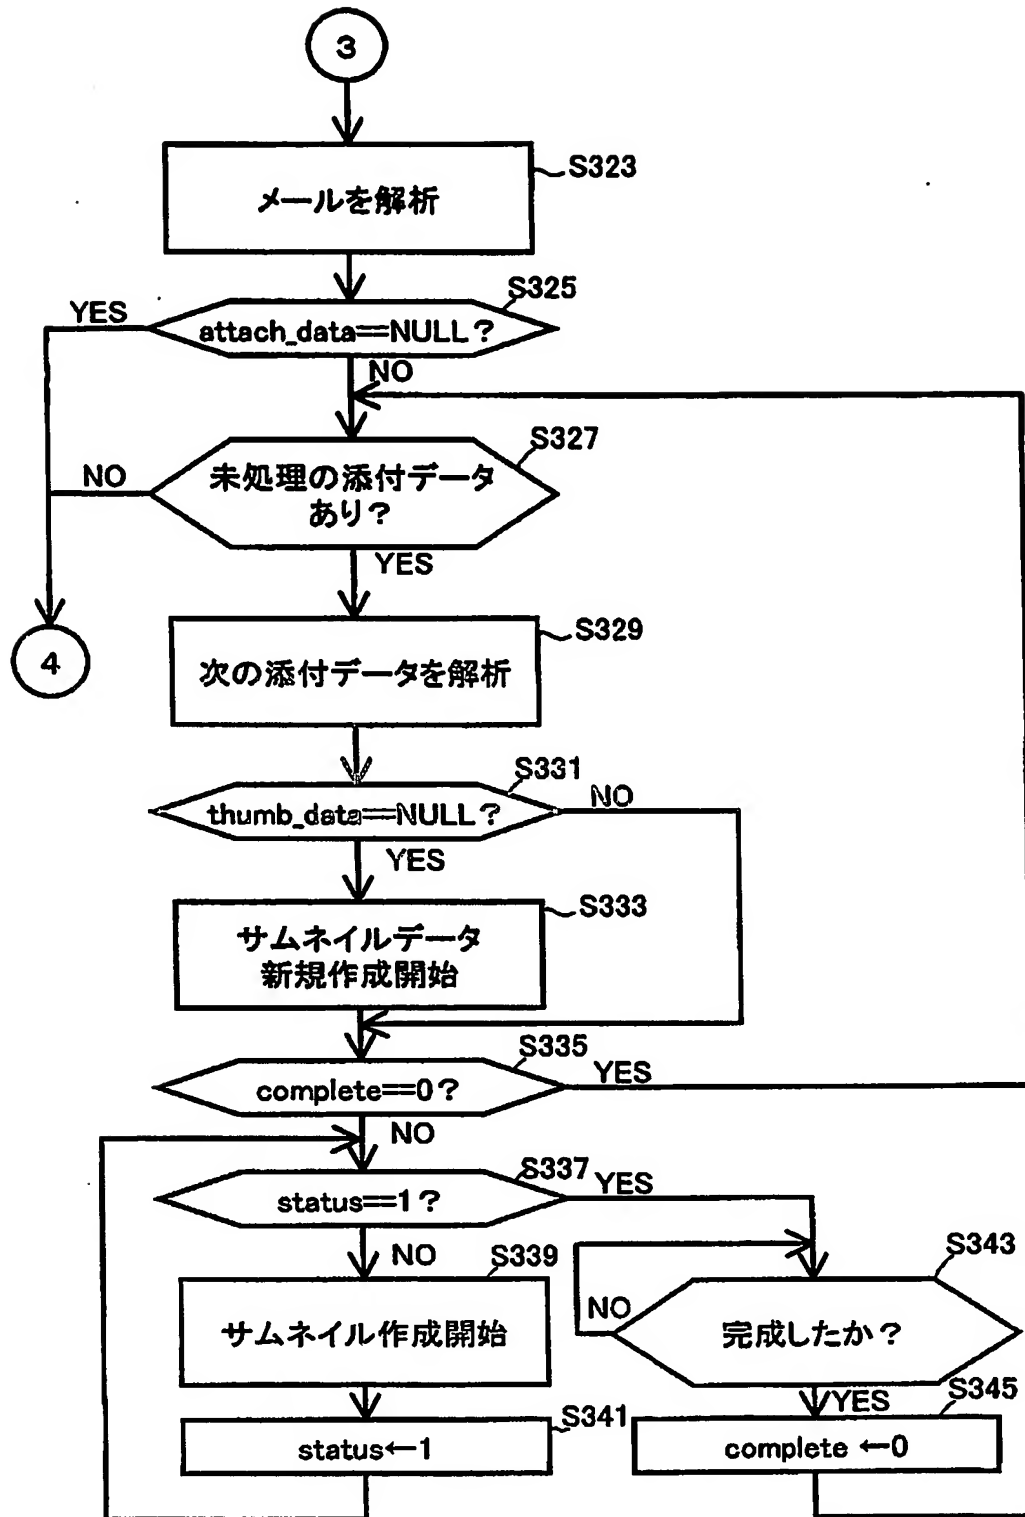 3
メールを解析
S323
S325
YES
attach_data==NULL?
NO
S327
NO
未処理の添付データ
あり?
YES
4
S329
次の添付データを解析
S331
thumb_data==NULL?
NO
YES
S333
サムネイルデータ
新規作成開始
S335
complete==0?
YES
NO
S337
status==1?
YES
NO
S339
サムネイル作成開始
S343
NO
完成したか?
YES
S341
status←1
S345
complete ←0